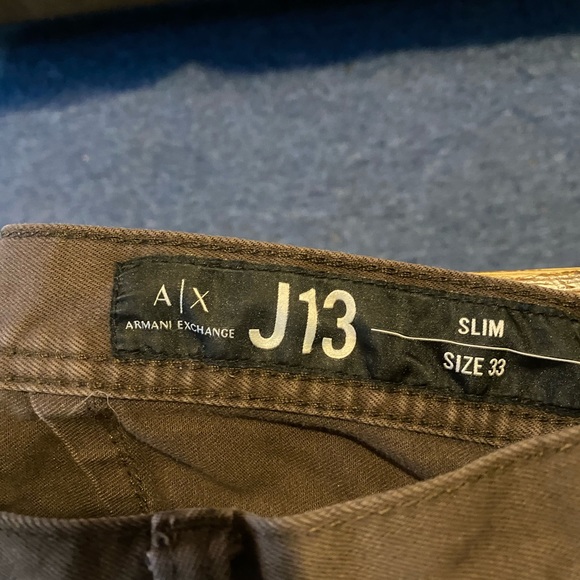 A|X
ARMANI EXCHANGE
J13
SLIM
SIZE 33